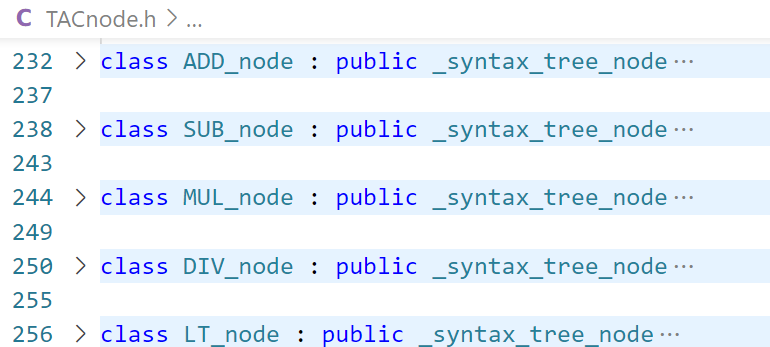 C TACnode.h > ...
232 > class ADD_node : public _syntax_tree_node ...
237
238 > class SUB_node : public _syntax_tree_node ...
243
244 > class MUL_node : public _syntax_tree_node ...
249
250 > class DIV_node : public _syntax_tree_node ...
255
256 > class LT_node : public _syntax_tree_node ...